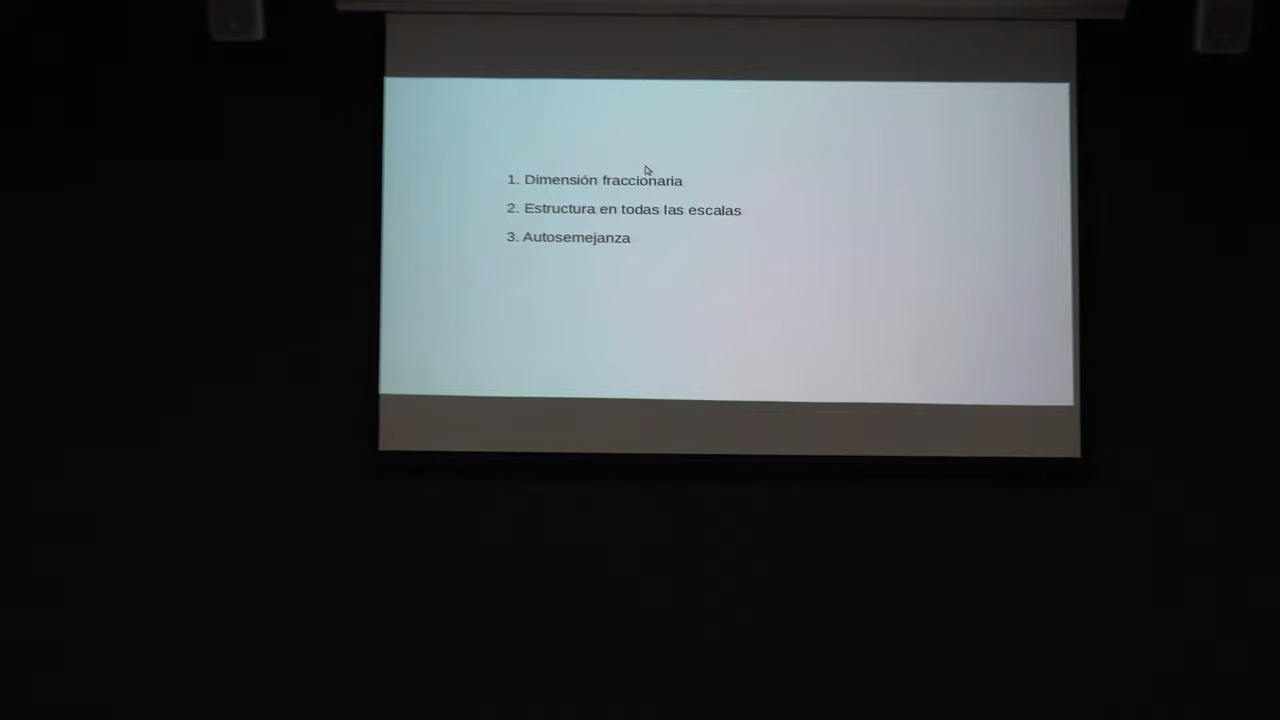 1. Dimensión fraccionaria
2. Estructura en todas las escalas
3. Autosemejanza